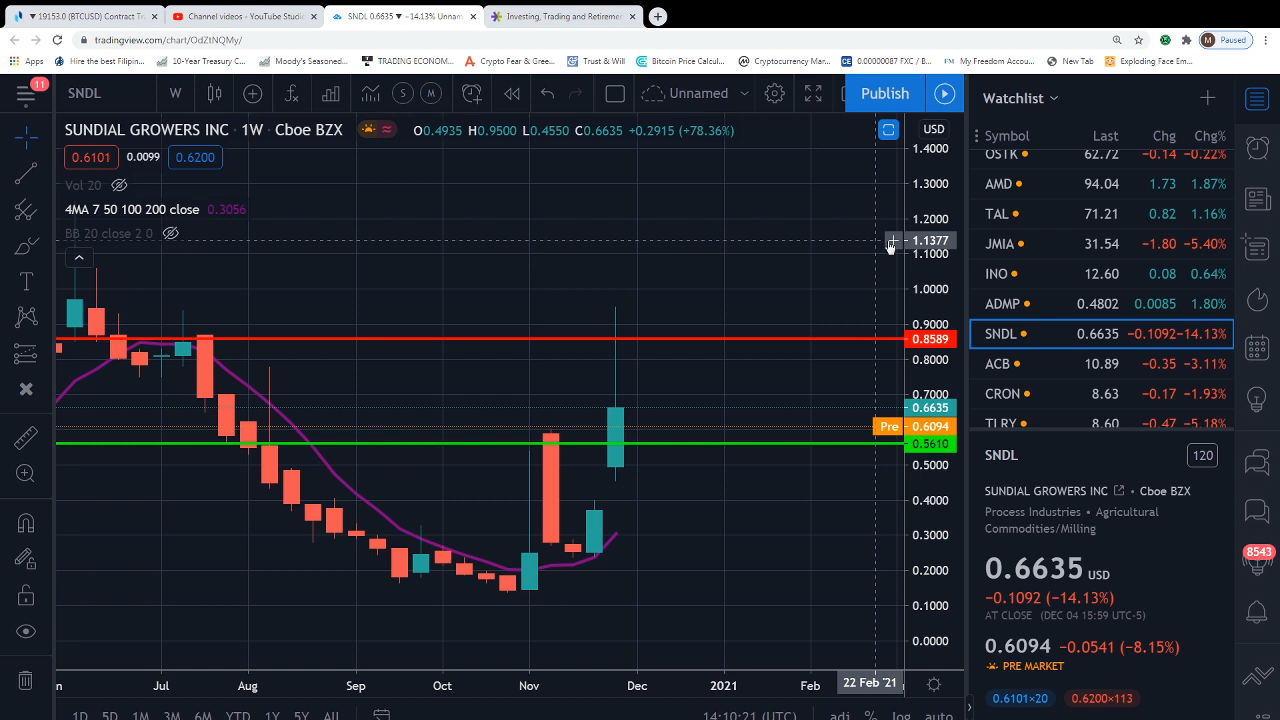 ▼ 19153.0 (BTCUSD) Contract Tr
Channel videos - YouTube Studio
SNDL 0.6635 ▼ −14.13% Unnam
Investing, Trading and Retireme
tradingview.com/chart/OdZtNQMy/
M Paused
Apps
Hire the best Filipin...
10-Year Treasury C...
Moody's Seasoned...
TRADING ECONOM...
Crypto Fear & Gree...
Trust & Will
Bitcoin Price Calcu...
Cryptocurrency Mar...
0.00000087 FXC / B...
My Freedom Accou...
New Tab
Exploding Face Em...
11
SNDL
W
S
M
Unnamed
Publish
Watchlist
SUNDIAL GROWERS INC · 1W · Cboe BZX
O0.4935 H0.9500 L0.4550 C0.6635 +0.2915 (+78.36%)
USD
0.6101
0.0099
0.6200
Vol 20
4MA 7 50 100 200 close 0.3056
BB 20 close 2 0
1.4000
1.3000
1.2000
1.1377
1.1000
1.0000
0.9000
0.8589
0.8000
0.7000
0.6635
Pre 0.6094
0.5610
0.5000
0.4000
0.3000
0.2000
0.1000
0.0000
Jul
Aug
Sep
Oct
Nov
Dec
2021
Feb
22 Feb '21
1D 5D 1M 3M 6M YTD 1Y 5Y All
14:10:21 (UTC)
adj % log auto
Symbol Last Chg Chg%
OSTK 62.72 −0.14 −0.22%
AMD 94.04 1.73 1.87%
TAL 71.21 0.82 1.16%
JMIA 31.54 −1.80 −5.40%
INO 12.60 0.08 0.64%
ADMP 0.4802 0.0085 1.80%
SNDL 0.6635 −0.1092 −14.13%
ACB 10.89 −0.35 −3.11%
CRON 8.63 −0.17 −1.93%
TLRY 8.60 −0.47 −5.18%
SNDL
120
SUNDIAL GROWERS INC · Cboe BZX
Process Industries · Agricultural
Commodities/Milling
0.6635 USD
−0.1092 (−14.13%)
AT CLOSE (DEC 04 15:59 UTC-5)
0.6094 −0.0541 (−8.15%)
PRE MARKET
0.6101×20
0.6200×113
8543